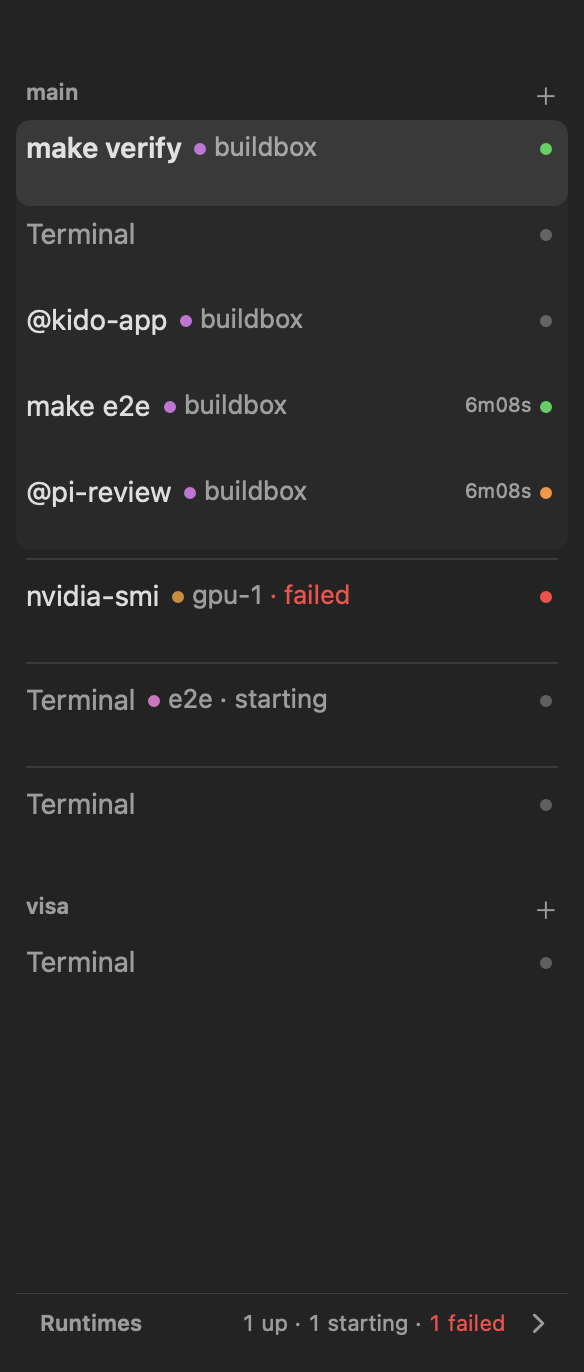 main
make verify buildbox
Terminal
@kido-app buildbox
make e2e buildbox 6m08s
@pi-review buildbox 6m08s
nvidia-smi gpu-1 · failed
Terminal e2e · starting
Terminal
visa
Terminal
Runtimes 1 up · 1 starting · 1 failed